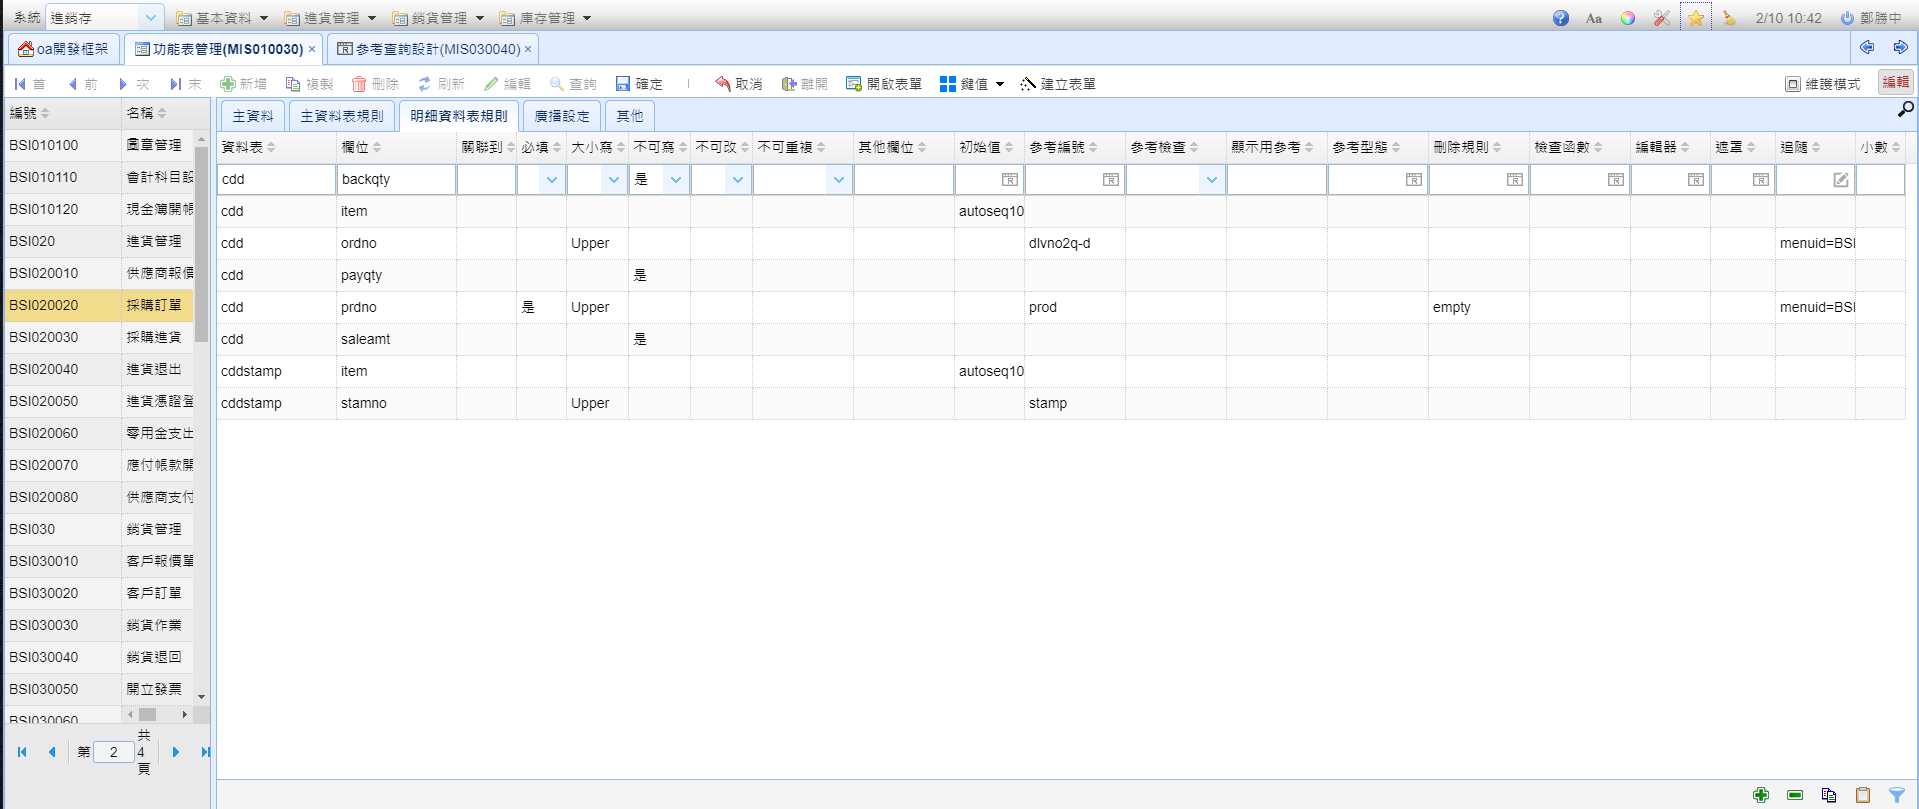 系統 進銷存 基本資料 進貨管理 銷貨管理 庫存管理 Aa 2/10 10:42 鄭勝中
oa開發框架 功能表管理(MIS010030) × 參考查詢設計(MIS030040) ×
首 前 次 末 新增 複製 刪除 刷新 編輯 查詢 確定 取消 離開 開啟表單 鍵值 建立表單 維護模式 編輯
編號 名稱
BSI010100 圖章管理
BSI010110 會計科目設
BSI010120 現金簿開帳
BSI020 進貨管理
BSI020010 供應商報價
BSI020020 採購訂單
BSI020030 採購進貨
BSI020040 進貨退出
BSI020050 進貨憑證登
BSI020060 零用金支出
BSI020070 應付帳款開
BSI020080 供應商支付
BSI030 銷貨管理
BSI030010 客戶報價單
BSI030020 客戶訂單
BSI030030 銷貨作業
BSI030040 銷貨退回
BSI030050 開立發票
BSI030060
第 2 共 4 頁
主資料 主資料表規則 明細資料表規則 廣播設定 其他
資料表 欄位 關聯到 必填 大小寫 不可寫 不可改 不可重複 其他欄位 初始值 參考編號 參考檢查 顯示用參考 參考型態 刪除規則 檢查函數 編輯器 遮罩 追隨 小數
cdd backqty 是
cdd item autoseq10
cdd ordno Upper dlvno2q-d menuid=BSI
cdd payqty 是
cdd prdno 是 Upper prod empty menuid=BSI
cdd saleamt 是
cddstamp item autoseq10
cddstamp stamno Upper stamp